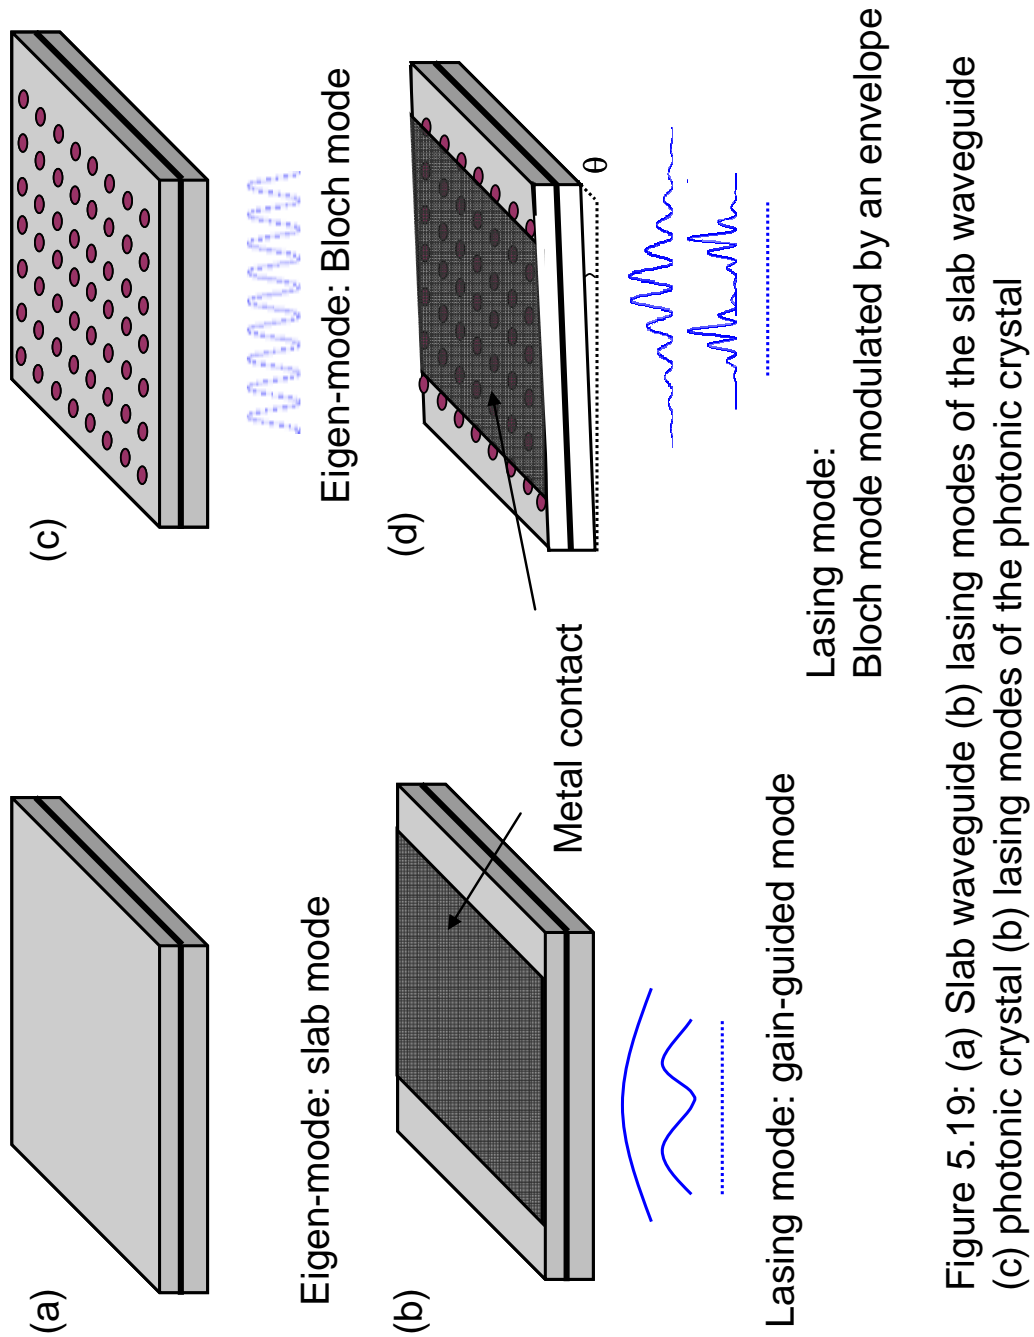 (a)
Eigen-mode: slab mode
(b)
Metal contact
Lasing mode: gain-guided mode
(c)
Eigen-mode: Bloch mode
(d)
θ
Lasing mode:
Bloch mode modulated by an envelope
Figure 5.19: (a) Slab waveguide (b) lasing modes of the slab waveguide
(c) photonic crystal (b) lasing modes of the photonic crystal